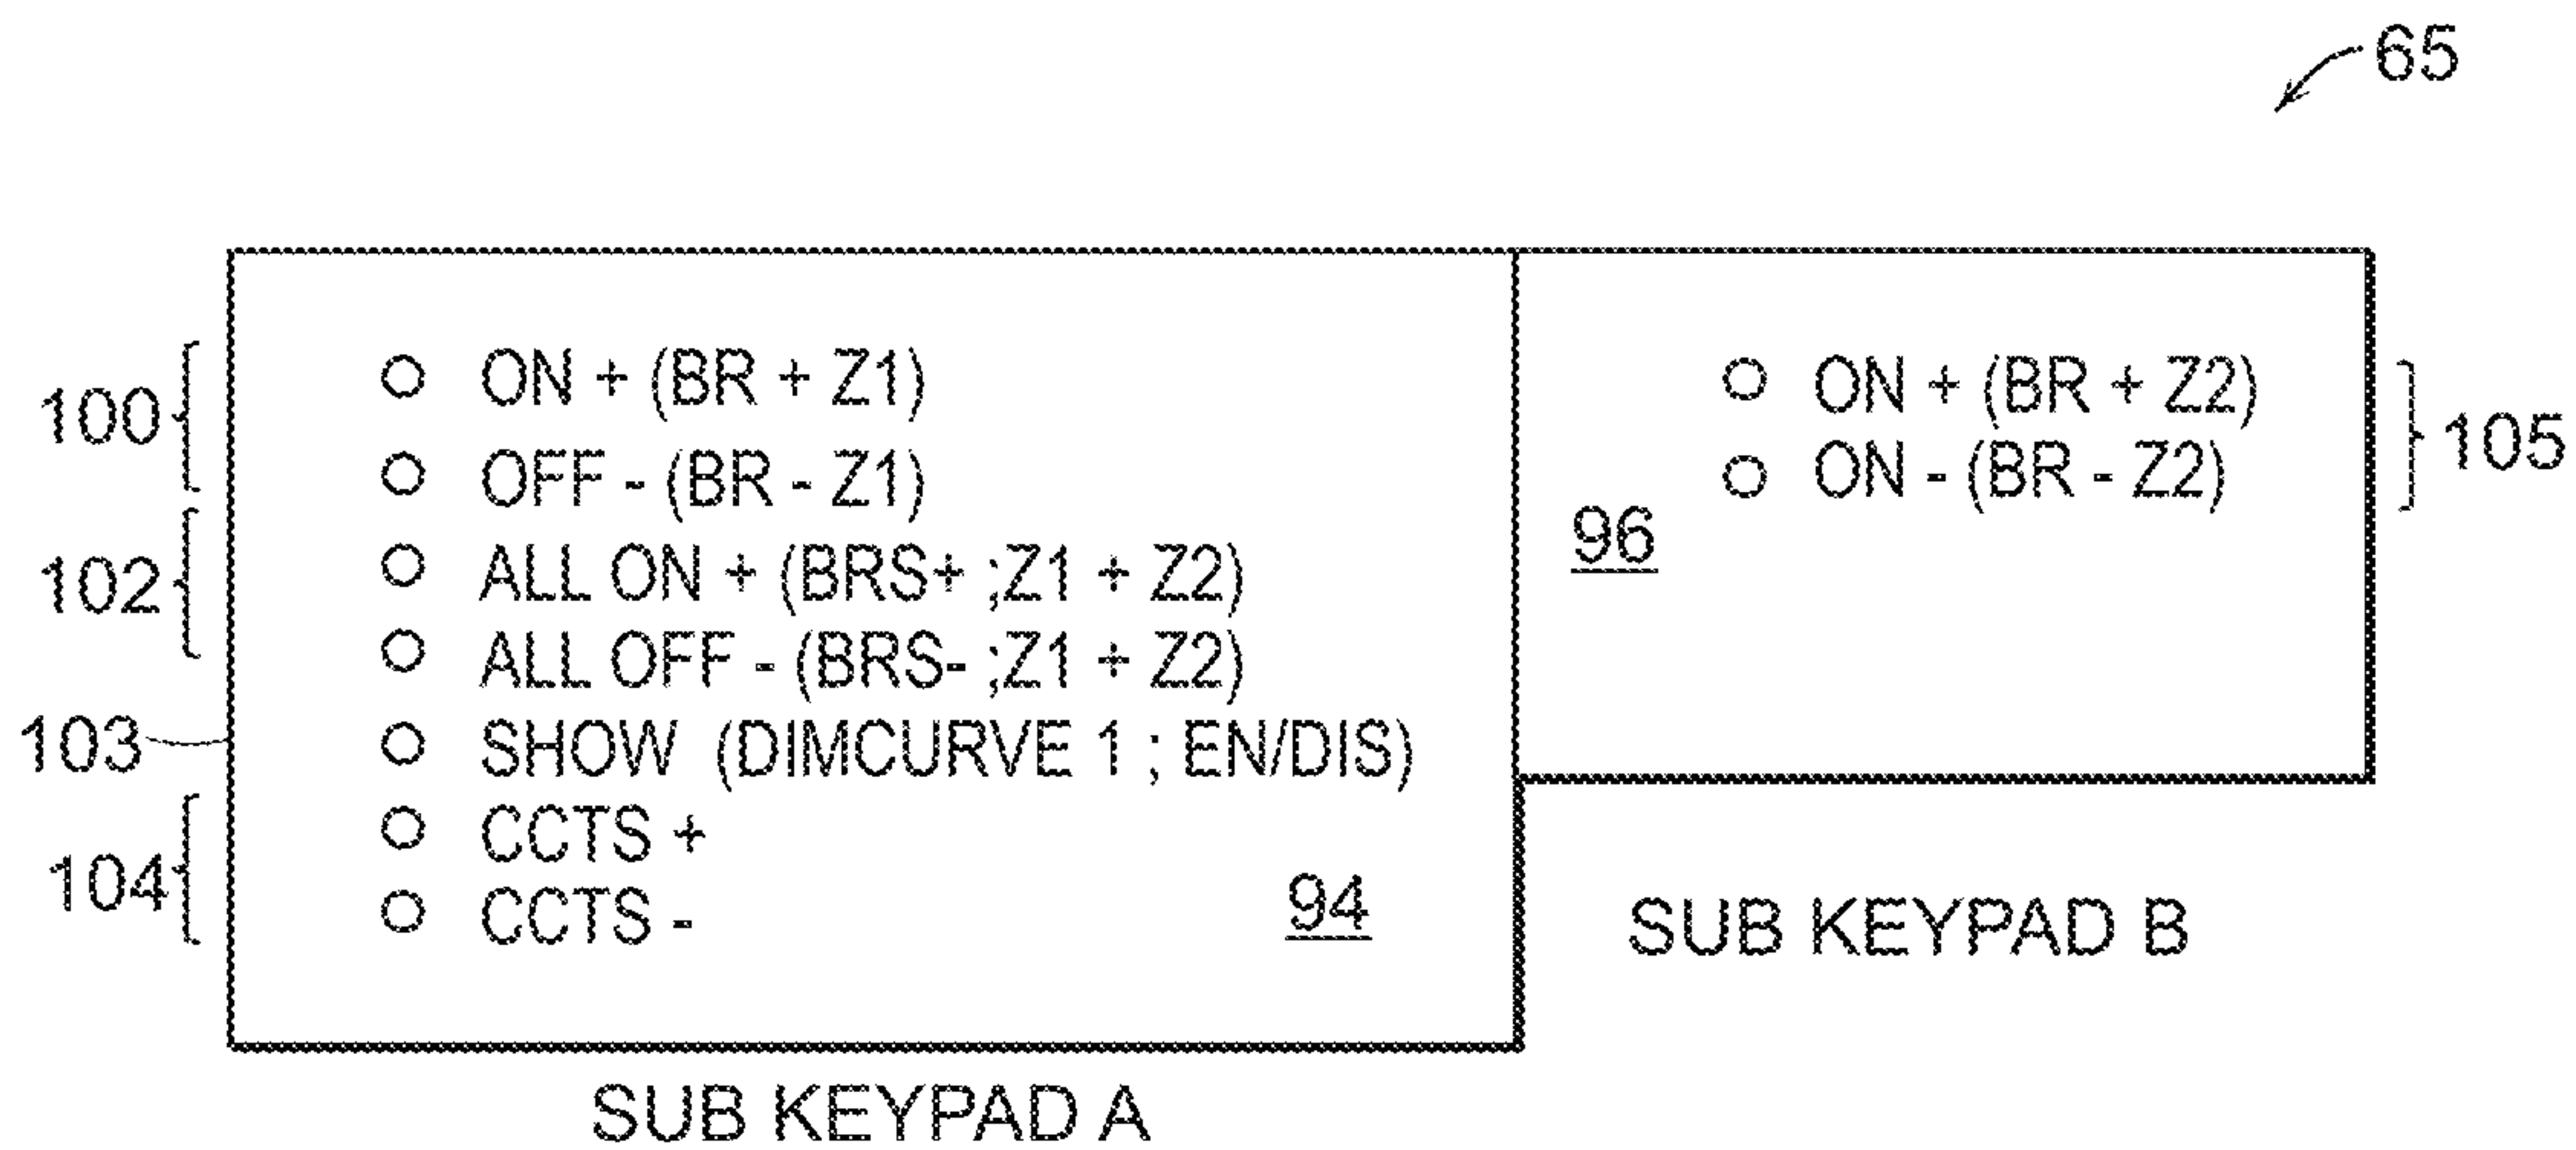 65
100
ON + (BR + Z1)
OFF - (BR - Z1)
102
ALL ON + (BRS+ ;Z1 + Z2)
ALL OFF - (BRS- ;Z1 + Z2)
103
SHOW (DIMCURVE 1 ; EN/DIS)
104
CCTS +
CCTS -
94
SUB KEYPAD A
ON + (BR + Z2)
ON - (BR - Z2)
105
96
SUB KEYPAD B